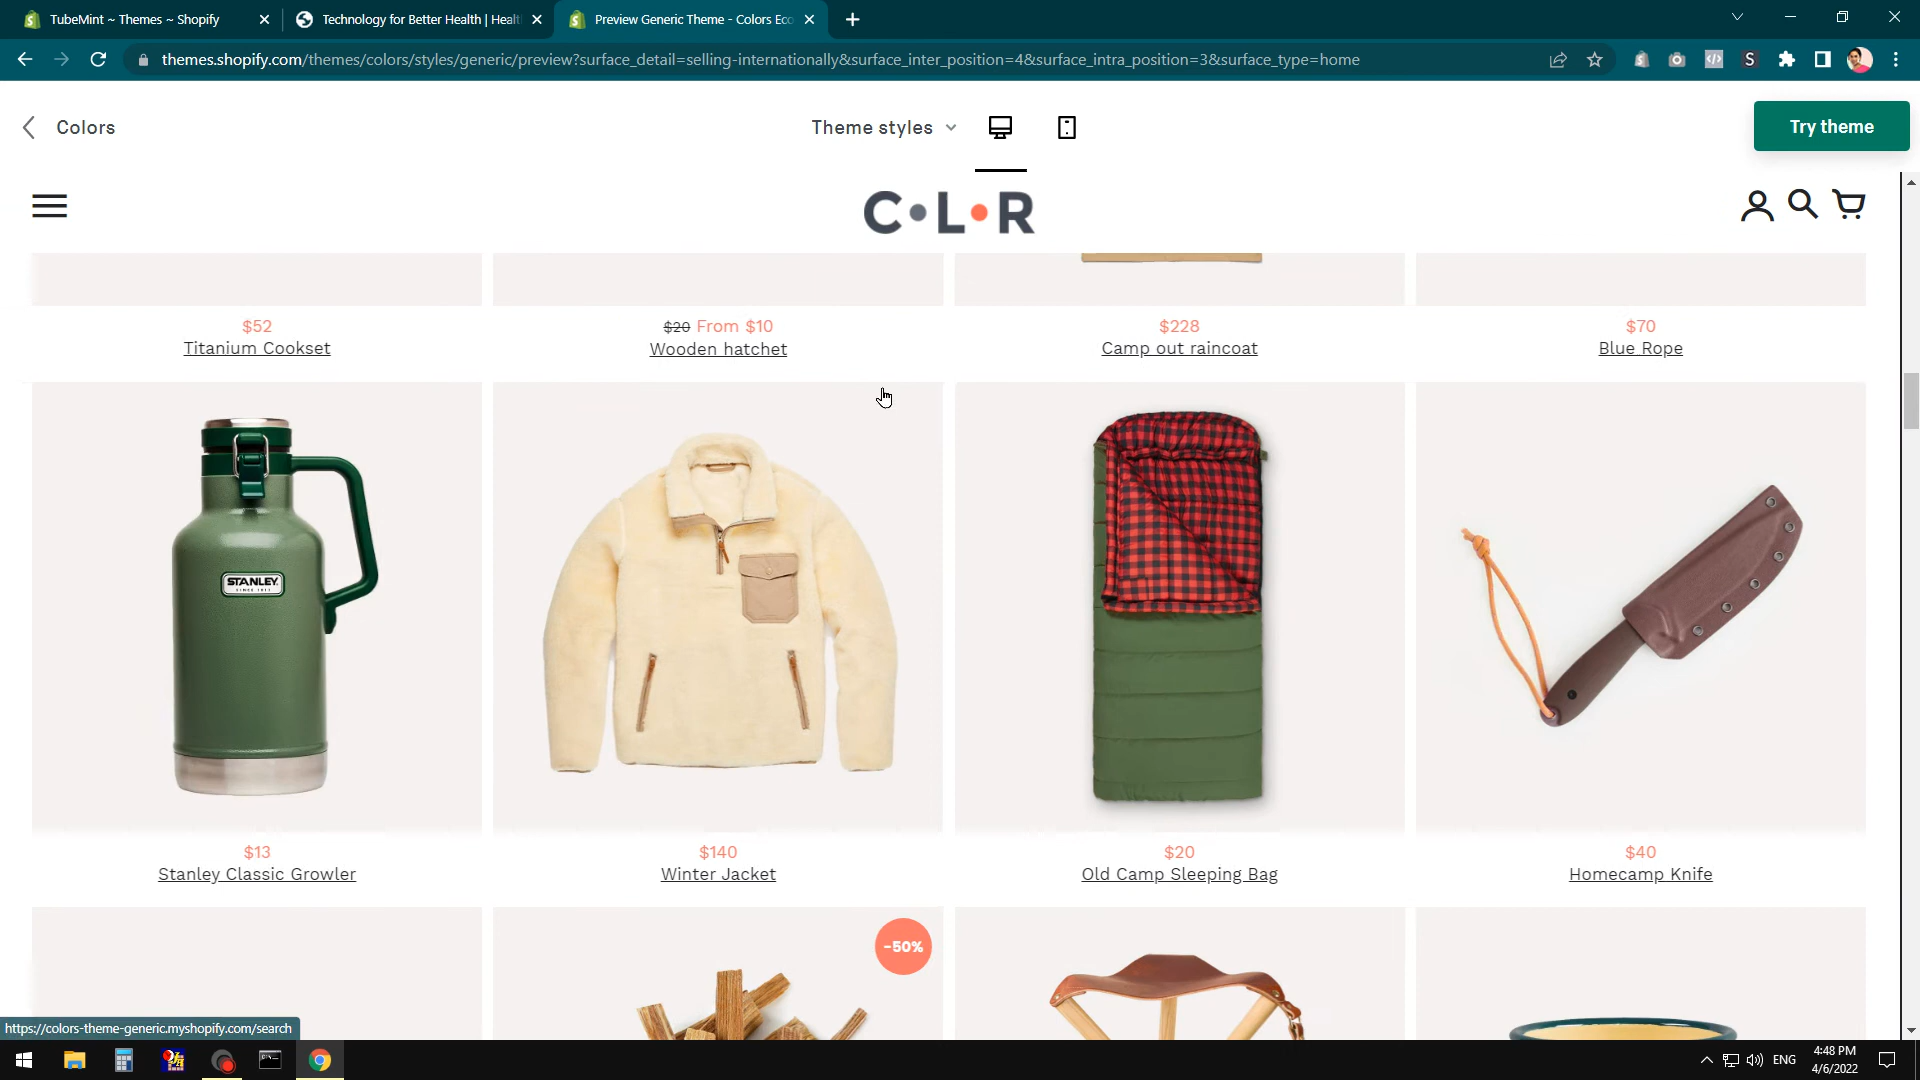 TubeMint ~ Themes ~ Shopify
Technology for Better Health | Healt
Preview Generic Theme - Colors Eco
themes.shopify.com/themes/colors/styles/generic/preview?surface_detail=selling-internationally&surface_inter_position=4&surface_intra_position=3&surface_type=home
Colors
Theme styles
Try theme
C•L•R
$52
Titanium Cookset
$20 From $10
Wooden hatchet
$228
Camp out raincoat
$70
Blue Rope
STANLEY
SINCE 1913
$13
Stanley Classic Growler
$140
Winter Jacket
$20
Old Camp Sleeping Bag
$40
Homecamp Knife
-50%
https://colors-theme-generic.myshopify.com/search
ENG
4:48 PM
4/6/2022